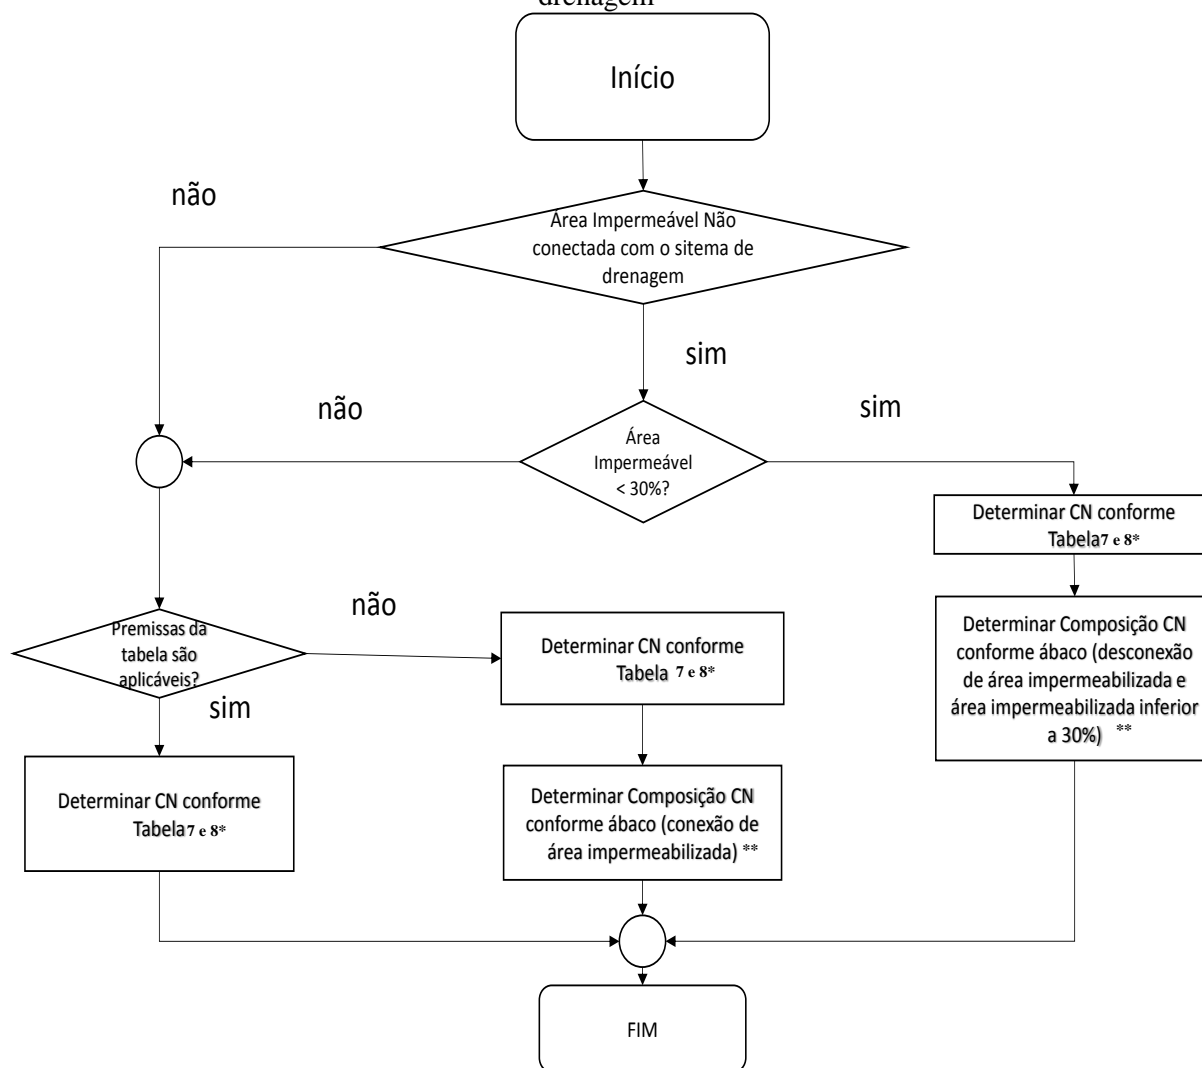 drenagem
Início
não
Área Impermeável Não
conectada com o sitema de
drenagem
sim
não
sim
Área
Impermeável
< 30%?
Determinar CN conforme
Tabela7 e 8*
não
Premissas da
tabela são
aplicáveis?
sim
Determinar CN conforme
Tabela 7 e 8*
Determinar Composição CN
conforme ábaco (desconexão
de área impermeabilizada e
área impermeabilizada inferior
a 30%) **
Determinar CN conforme
Tabela7 e 8*
Determinar Composição CN
conforme ábaco (conexão de
área impermeabilizada) **
FIM